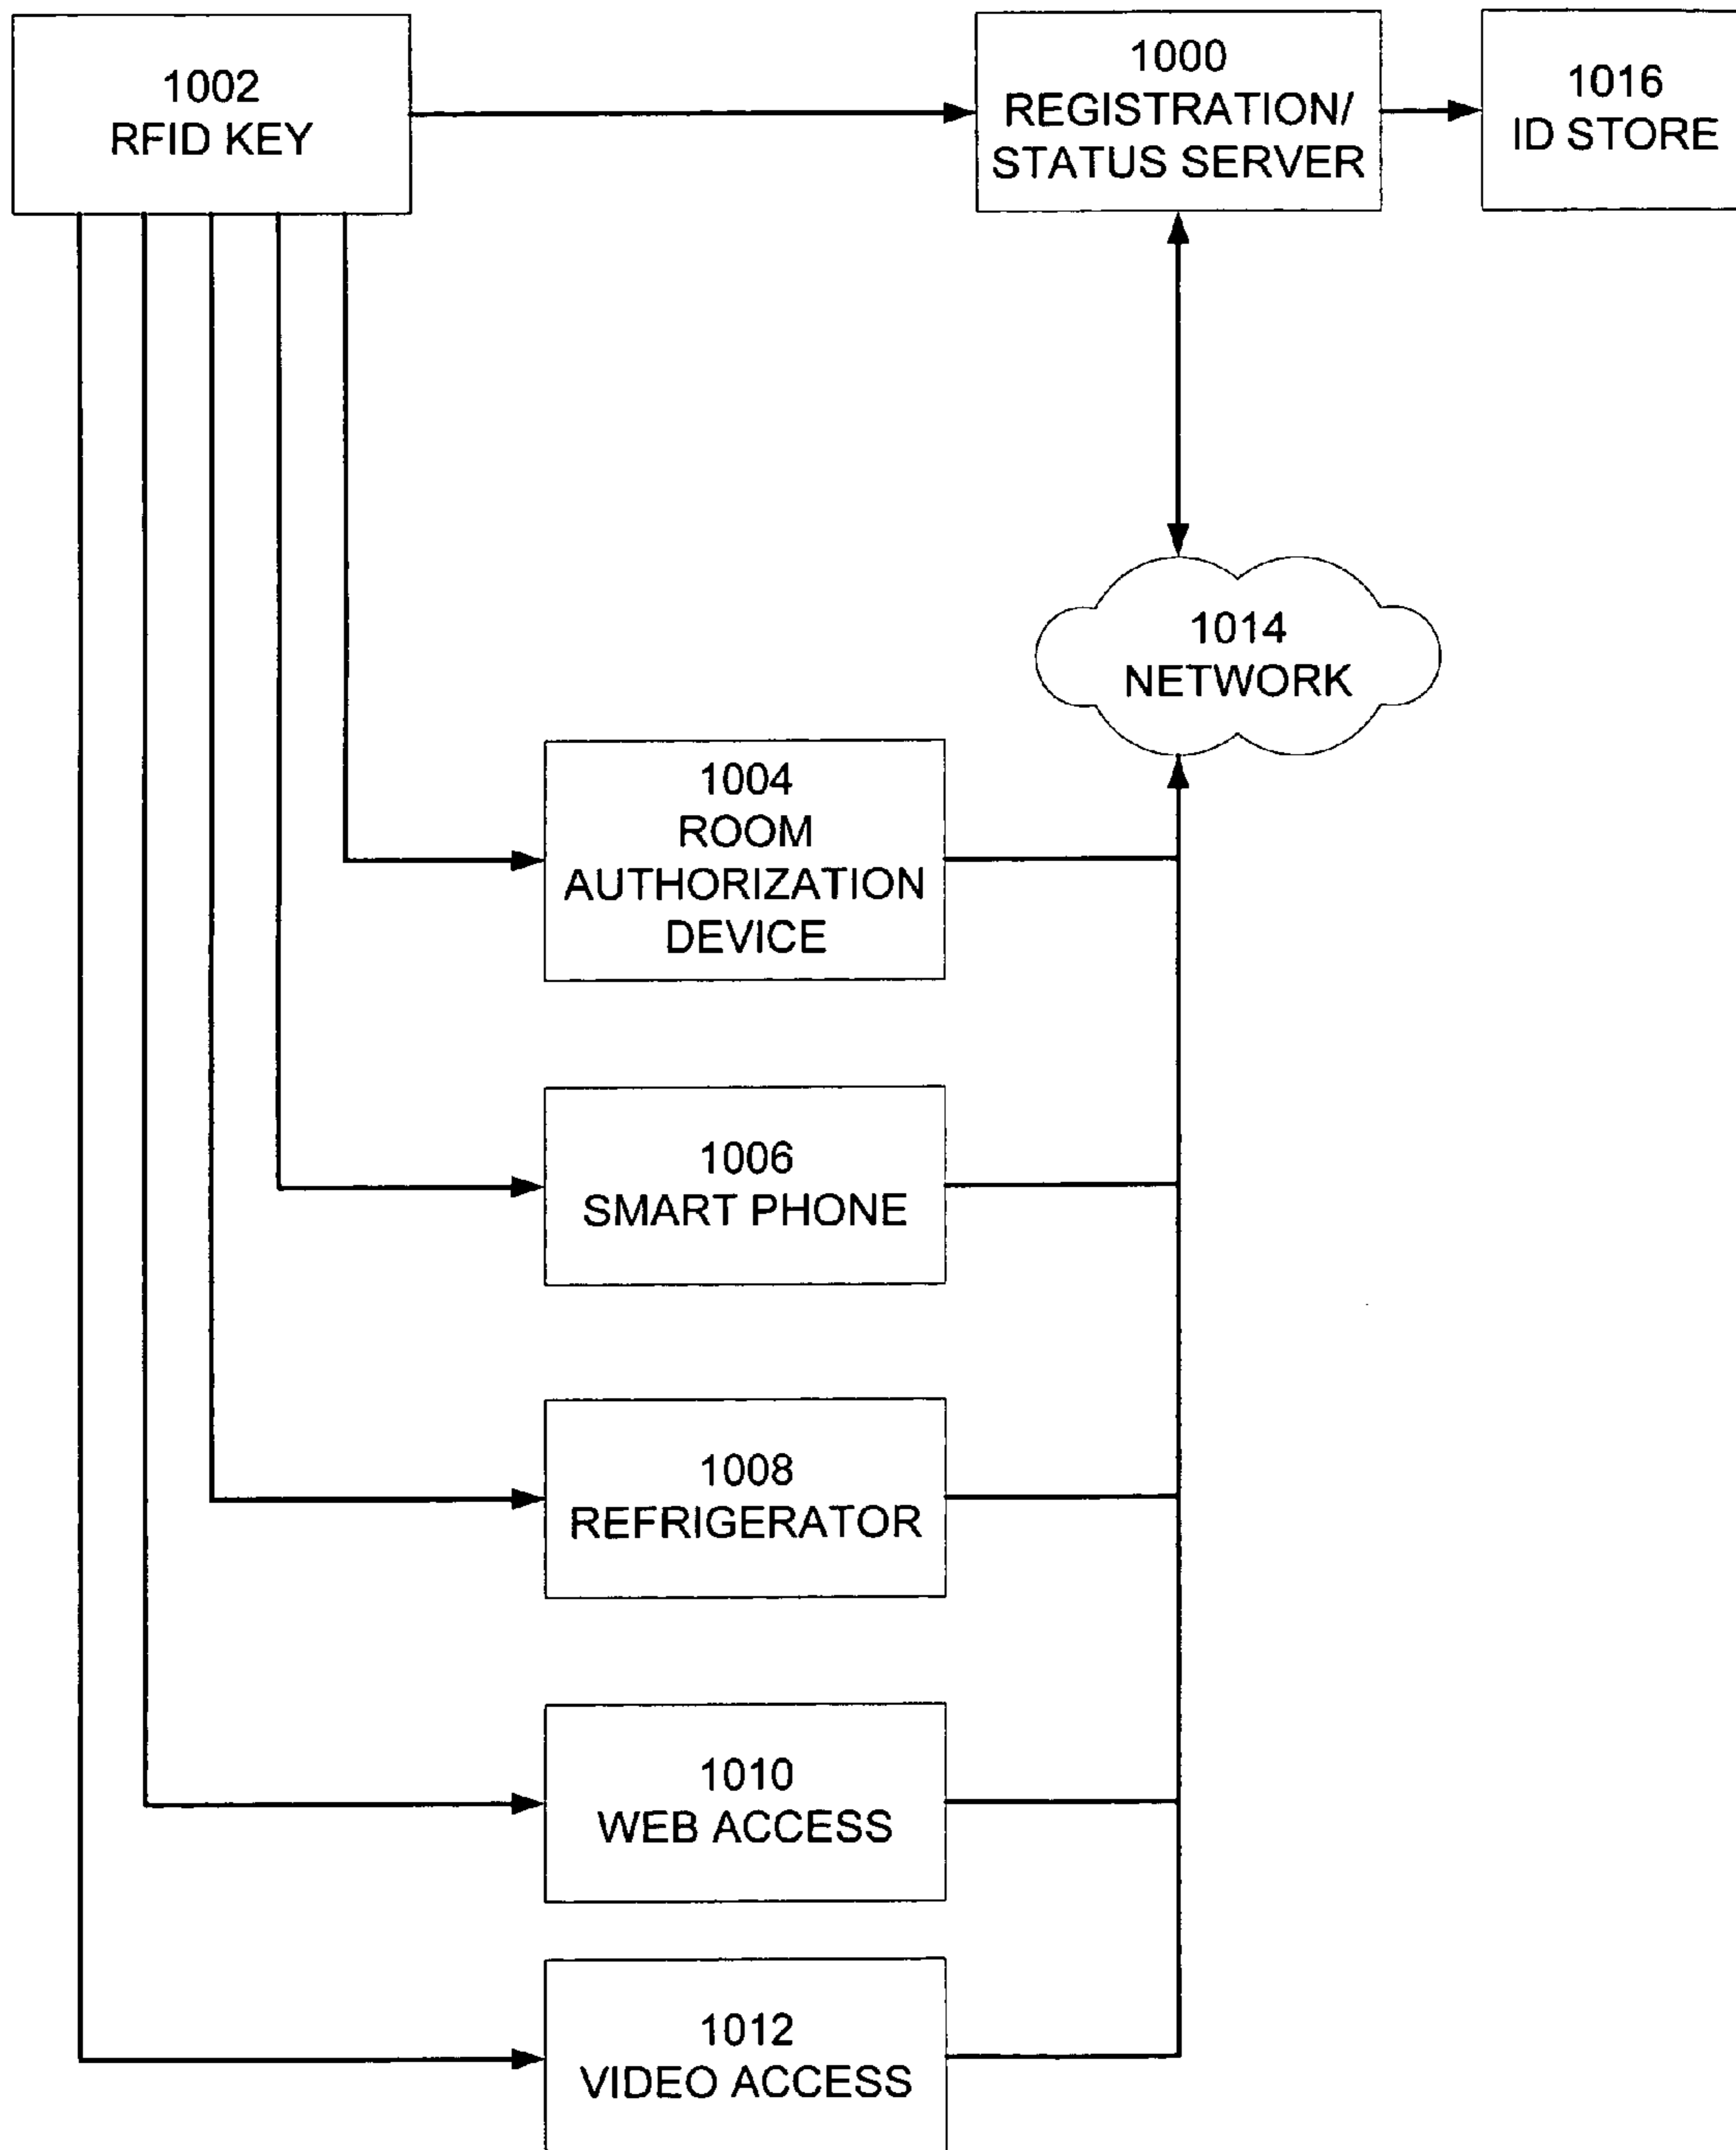 1002
RFID KEY
1000
REGISTRATION/
STATUS SERVER
1016
ID STORE
1014
NETWORK
1004
ROOM
AUTHORIZATION
DEVICE
1006
SMART PHONE
1008
REFRIGERATOR
1010
WEB ACCESS
1012
VIDEO ACCESS